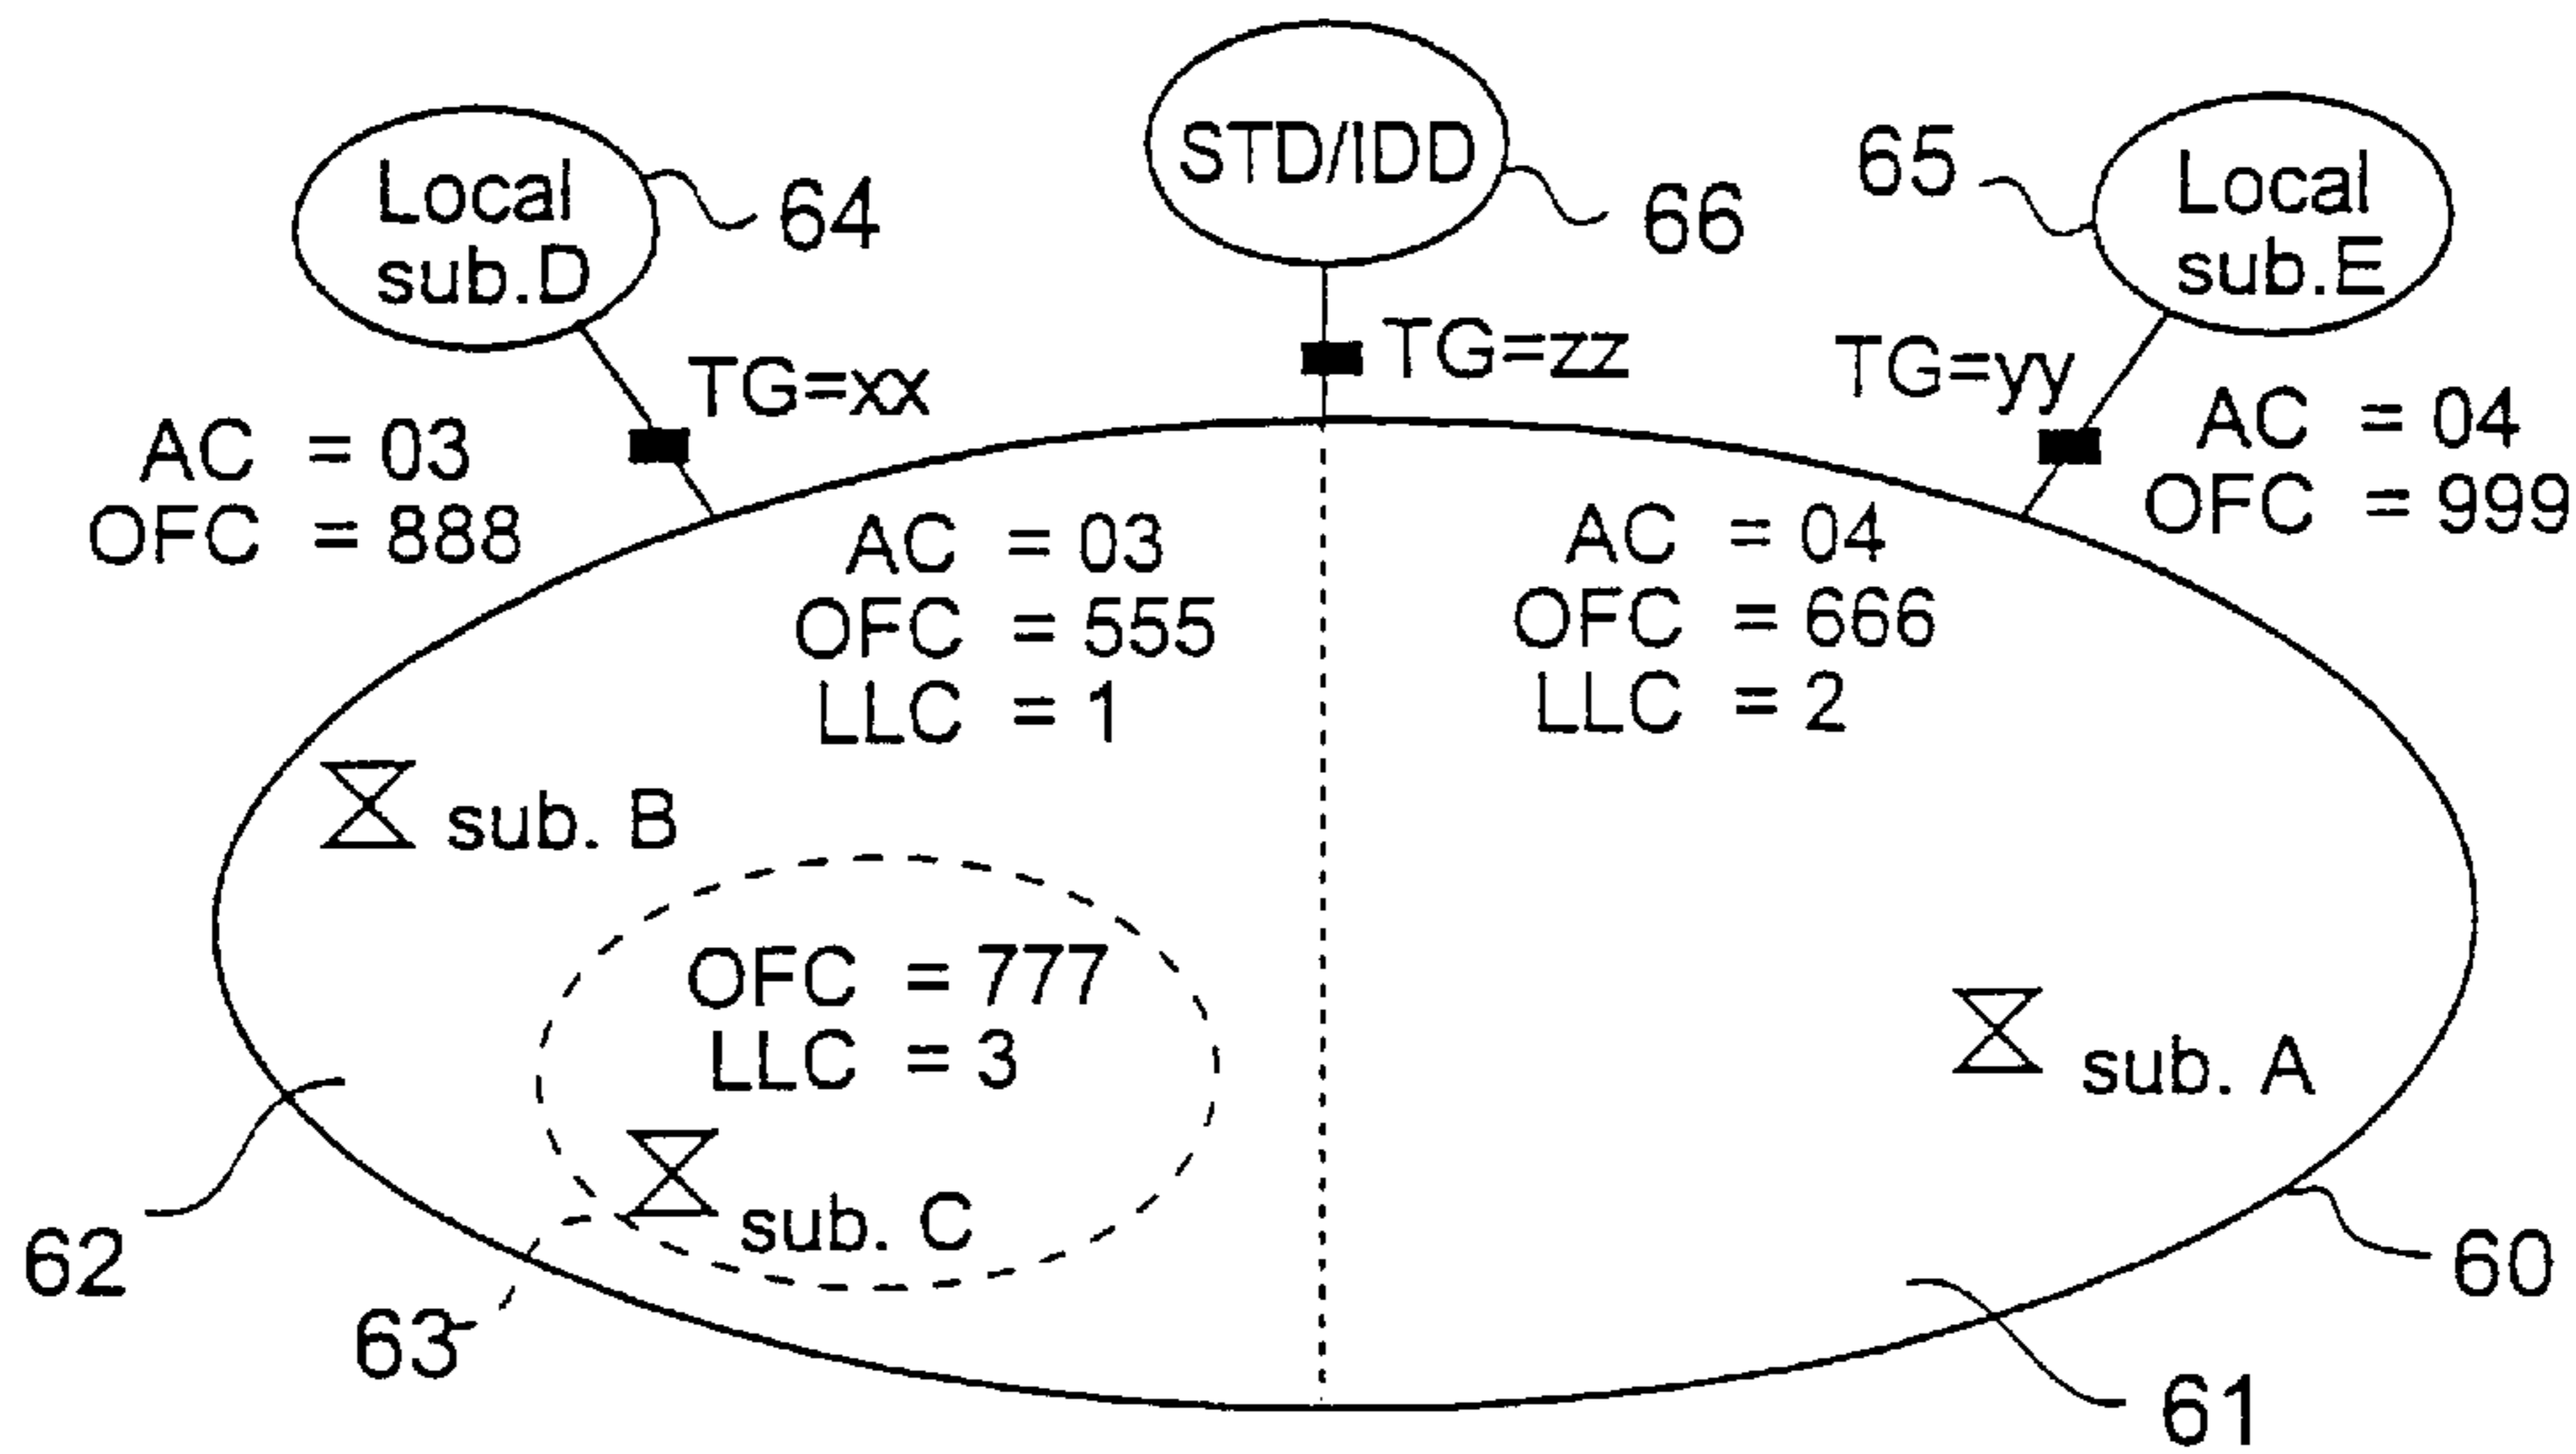 Local
sub.D
64
STD/IDD
66
65
Local
sub.E
TG=xx
TG=zz
TG=yy
AC = 03
OFC = 888
AC = 04
OFC = 999
AC = 03
OFC = 555
LLC = 1
AC = 04
OFC = 666
LLC = 2
sub. B
OFC = 777
LLC = 3
sub. C
sub. A
62
63
60
61